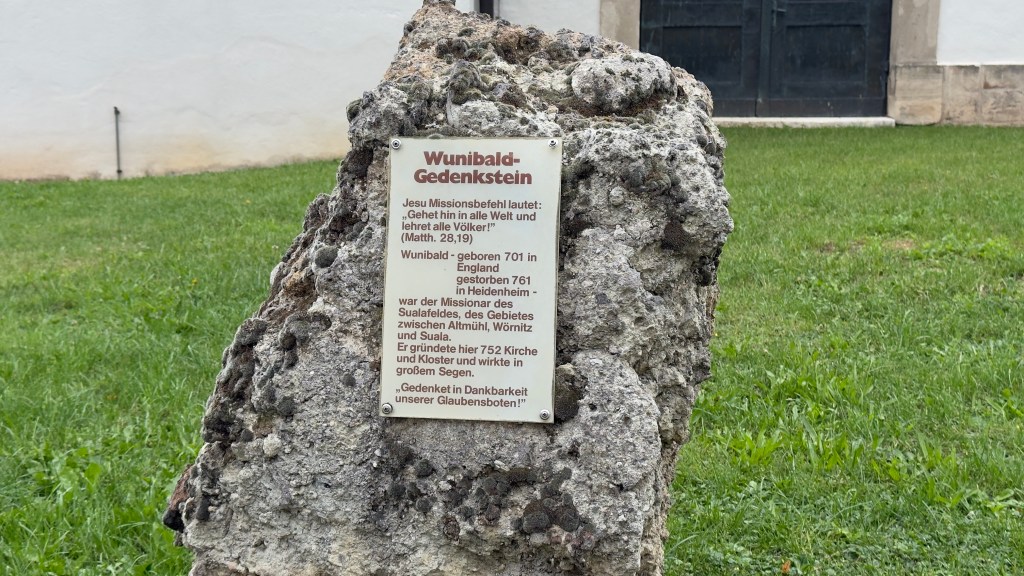 Wunibald-
Gedenkstein
Jesu Missionsbefehl lautet:
„Gehet hin in alle Welt und
lehret alle Völker!"
(Matth. 28,19)
Wunibald - geboren 701 in
England
gestorben 761
in Heidenheim -
war der Missionar des
Sualafeldes, des Gebietes
zwischen Altmühl, Wörnitz
und Suala.
Er gründete hier 752 Kirche
und Kloster und wirkte in
großem Segen.
„Gedenket in Dankbarkeit
unserer Glaubensboten!"